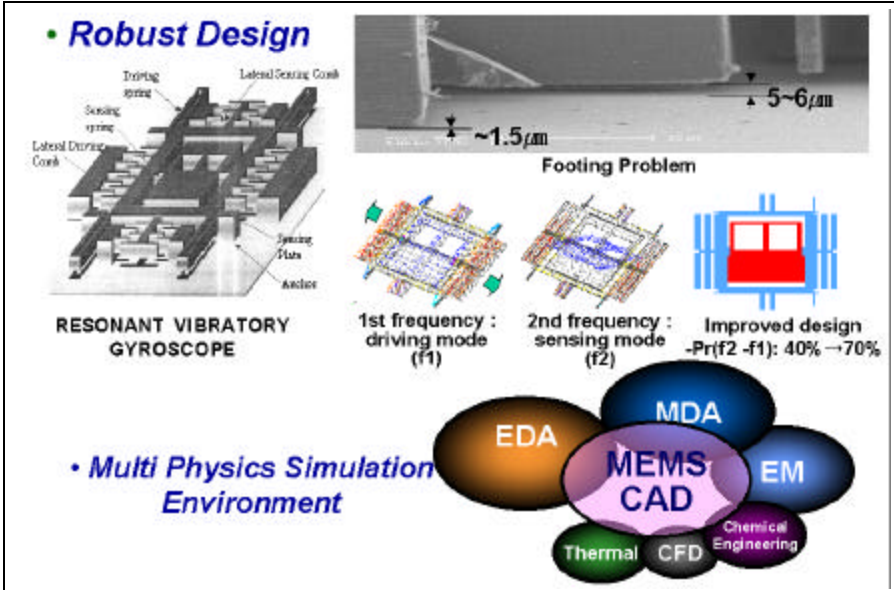 • Robust Design
Driving
spring
Lateral Sensing Comb
Sensing
spring
Lateral Driving
Comb
Sensing
Plate
Anchor
RESONANT VIBRATORY
GYROSCOPE
5~6㎛
~1.5㎛
Footing Problem
1st frequency :
driving mode
(f1)
2nd frequency :
sensing mode
(f2)
Improved design
-Pr(f2 -f1): 40% →70%
• Multi Physics Simulation
Environment
EDA
MDA
MEMS
CAD
EM
Chemical
Engineering
Thermal
CFD